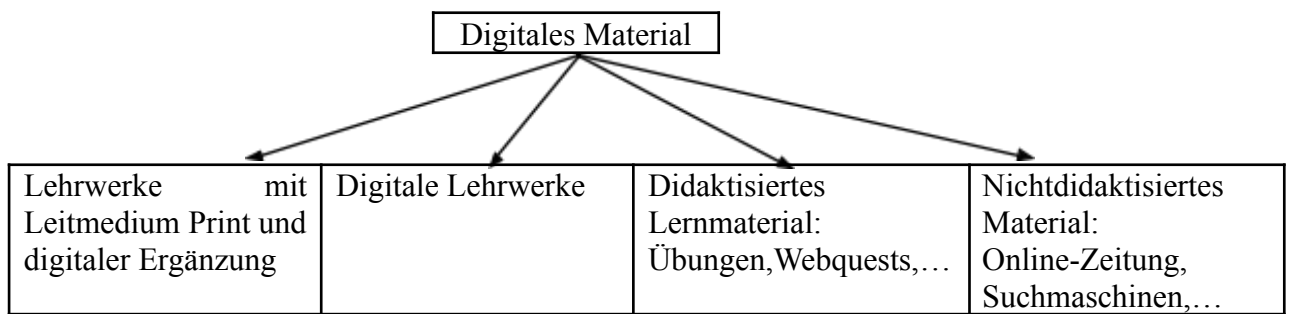 Digitales Material
Lehrwerke mit
Leitmedium Print und
digitaler Ergänzung
Digitale Lehrwerke
Didaktisiertes
Lernmaterial:
Übungen,Webquests,…
Nichtdidaktisiertes
Material:
Online-Zeitung,
Suchmaschinen,…